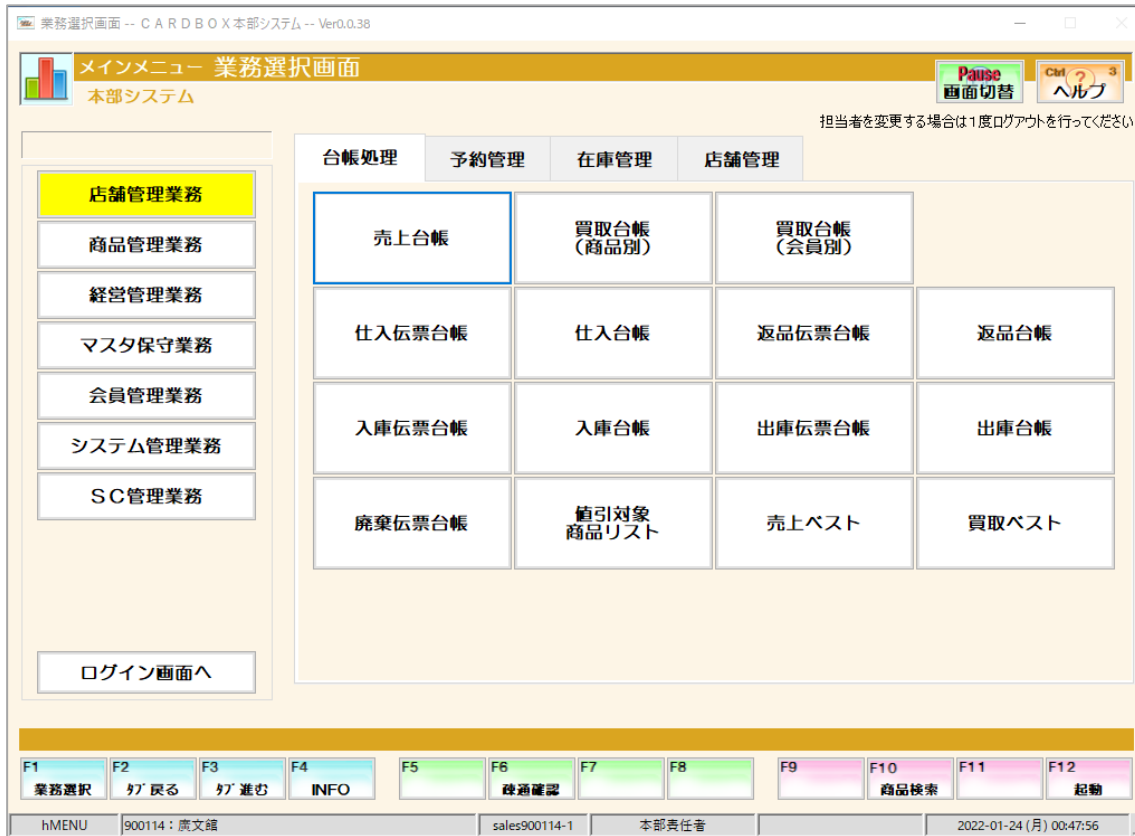 業務選択画面 -- ＣＡＲＤＢＯＸ本部システム -- Ver0.0.38
メインメニュー 業務選択画面
本部システム
Pause
画面切替
Ctrl ? 3
ヘルプ
担当者を変更する場合は１度ログアウトを行ってください
台帳処理 予約管理 在庫管理 店舗管理
店舗管理業務
商品管理業務
経営管理業務
マスタ保守業務
会員管理業務
システム管理業務
ＳＣ管理業務
ログイン画面へ
売上台帳
買取台帳
（商品別）
買取台帳
（会員別）
仕入伝票台帳
仕入台帳
返品伝票台帳
返品台帳
入庫伝票台帳
入庫台帳
出庫伝票台帳
出庫台帳
廃棄伝票台帳
値引対象
商品リスト
売上ベスト
買取ベスト
F1 業務選択
F2 ﾀﾌﾞ戻る
F3 ﾀﾌﾞ進む
F4 INFO
F5
F6 疎通確認
F7
F8
F9
F10 商品検索
F11
F12 起動
hMENU 900114：廣文館 sales900114-1 本部責任者 2022-01-24 (月) 00:47:56